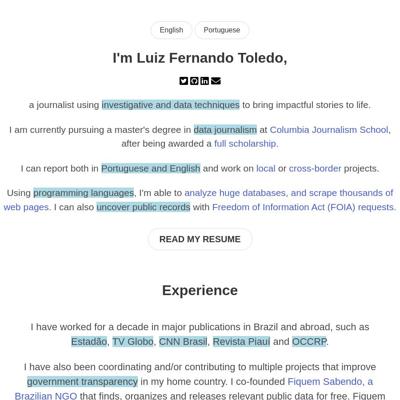 English Portuguese
I'm Luiz Fernando Toledo,
a journalist using investigative and data techniques to bring impactful stories to life.
I am currently pursuing a master's degree in data journalism at Columbia Journalism School,
after being awarded a full scholarship.
I can report both in Portuguese and English and work on local or cross-border projects.
Using programming languages, I'm able to analyze huge databases, and scrape thousands of
web pages. I can also uncover public records with Freedom of Information Act (FOIA) requests.
READ MY RESUME
Experience
I have worked for a decade in major publications in Brazil and abroad, such as
Estadão, TV Globo, CNN Brasil, Revista Piauí and OCCRP.
I have also been coordinating and/or contributing to multiple projects that improve
government transparency in my home country. I co-founded Fiquem Sabendo, a
Brazilian NGO that finds, organizes and releases relevant public data for free. Fiquem